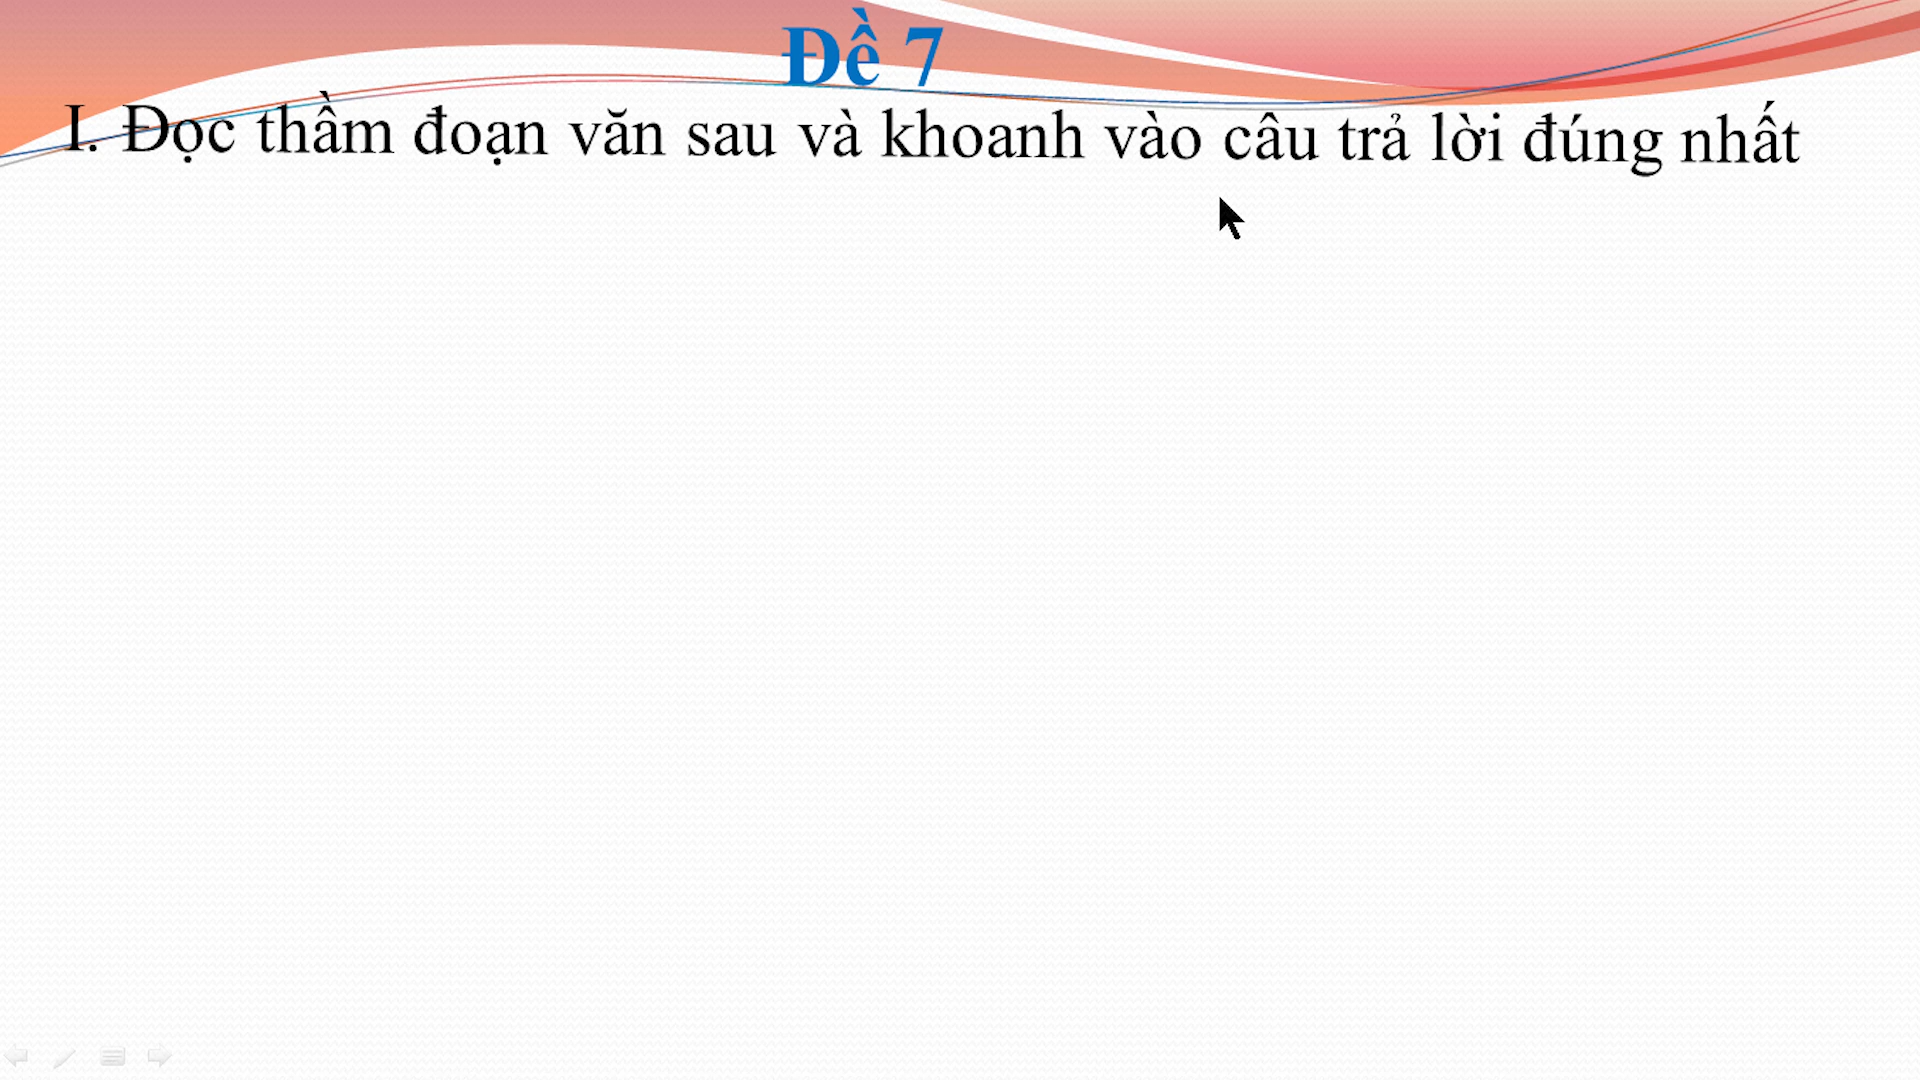 Đề 7
I. Đọc thầm đoạn văn sau và khoanh vào câu trả lời đúng nhất